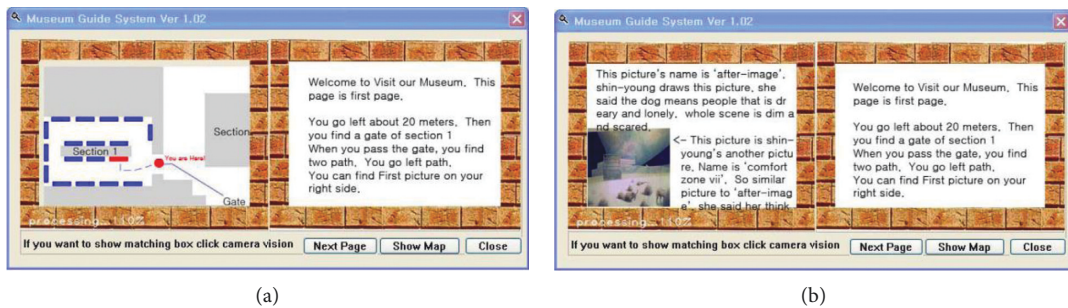 Museum Guide System Ver 1.02
Section
Section 1
You are Here!
Gate
processing...110%
Welcome to Visit our Museum. This
page is first page.
You go left about 20 meters. Then
you find a gate of section 1
When you pass the gate, you find
two path. You go left path.
You can find First picture on your
right side.
If you want to show matching box click camera vision
Next Page
Show Map
Close
(a)
Museum Guide System Ver 1.02
This picture's name is 'after-image'.
shin-young draws this picture. she
said the dog means people that is dr
eary and lonely. whole scene is dim a
nd scared.
<- This picture is shin-
young's another pictu
re. Name is 'comfort
zone vii'. So similar
picture to 'after-imag
e' she said her think
processing...110%
Welcome to Visit our Museum. This
page is first page.
You go left about 20 meters. Then
you find a gate of section 1
When you pass the gate, you find
two path. You go left path.
You can find First picture on your
right side.
If you want to show matching box click camera vision
Next Page
Show Map
Close
(b)